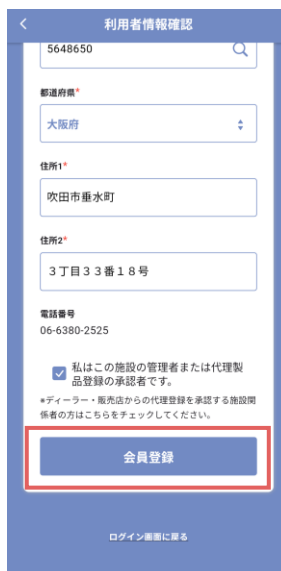 利用者情報確認
5648650
都道府県*
大阪府
住所1*
吹田市垂水町
住所2*
３丁目３３番１８号
電話番号
06-6380-2525
私はこの施設の管理者または代理製
品登録の承認者です。
*ディーラー・販売店からの代理登録を承認する施設関
係者の方はこちらをチェックしてください。
会員登録
ログイン画面に戻る